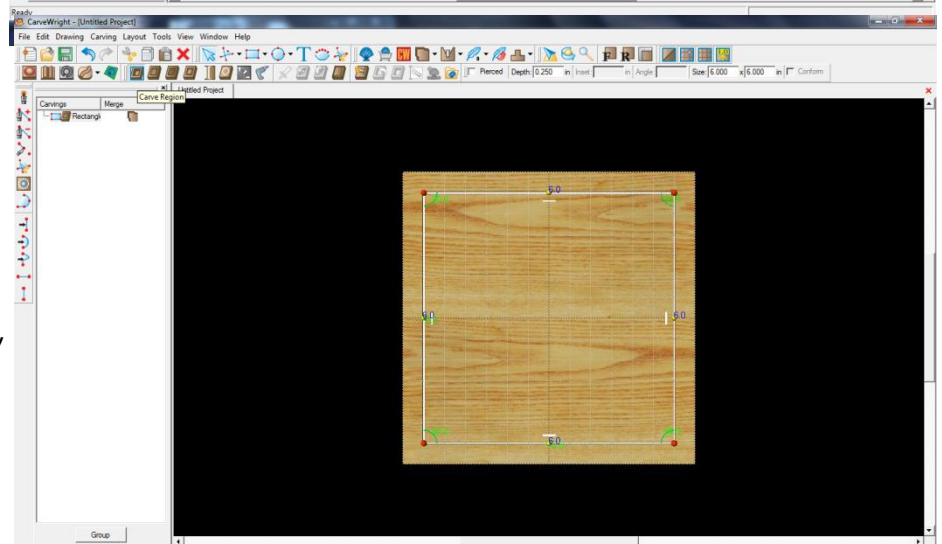 Ready
CarveWright - [Untitled Project]
File Edit Drawing Carving Layout Tools View Window Help
Pierced Depth: 0.250 in Inset: in Angle: Size: 6.000 x 6.000 in Conform
Untitled Project
Carve Region
Carvings Merge
Rectangl
6.0
6.0 6.0
6.0
Group
y